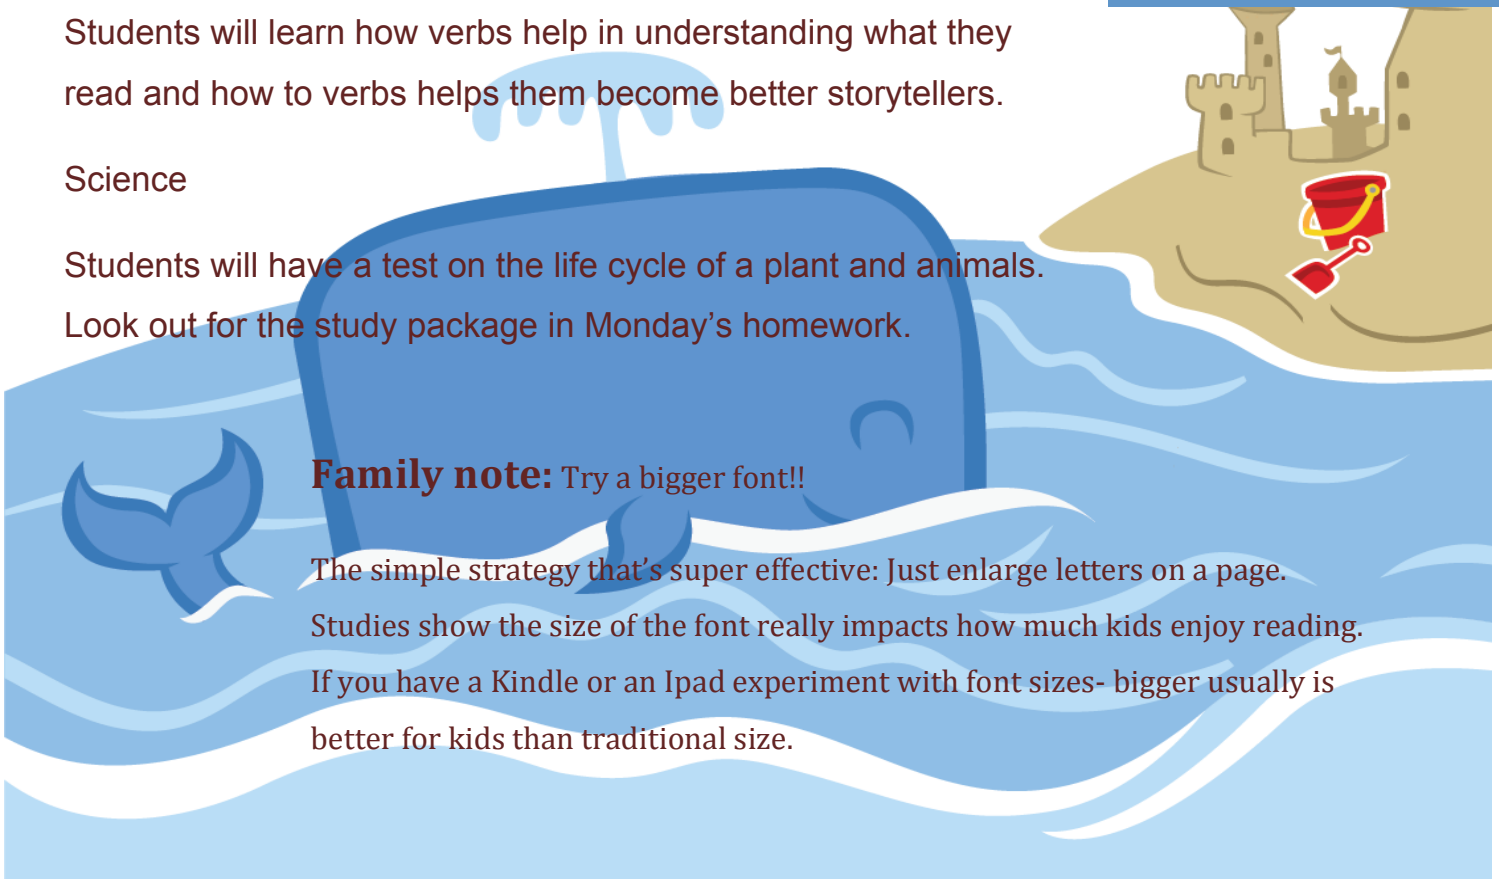 Students will learn how verbs help in understanding what they
read and how to verbs helps them become better storytellers.
Science
Students will have a test on the life cycle of a plant and animals.
Look out for the study package in Monday’s homework.
Family note: Try a bigger font!!
The simple strategy that’s super effective: Just enlarge letters on a page.
Studies show the size of the font really impacts how much kids enjoy reading.
If you have a Kindle or an Ipad experiment with font sizes- bigger usually is
better for kids than traditional size.